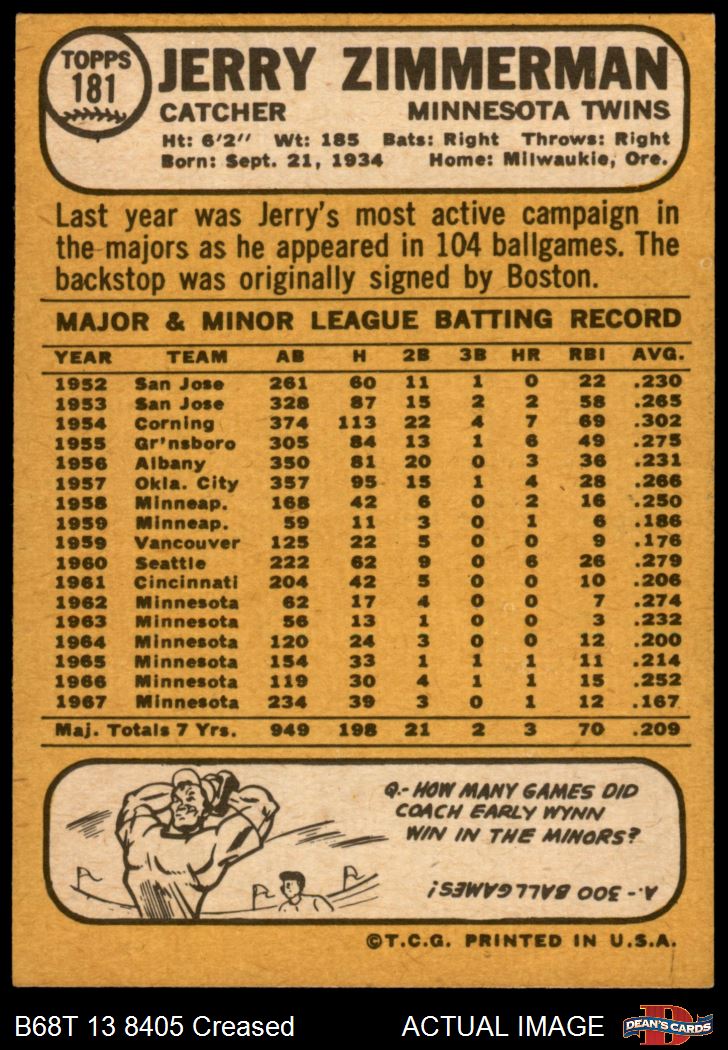 TOPPS
181
JERRY ZIMMERMAN
CATCHER MINNESOTA TWINS
Ht: 6'2" Wt: 185 Bats: Right Throws: Right
Born: Sept. 21, 1934 Home: Milwaukie, Ore.
Last year was Jerry's most active campaign in
the majors as he appeared in 104 ballgames. The
backstop was originally signed by Boston.
MAJOR & MINOR LEAGUE BATTING RECORD
YEAR TEAM AB H 2B 3B HR RBI AVG.
1952 San Jose 261 60 11 1 0 22 .230
1953 San Jose 328 87 15 2 2 58 .265
1954 Corning 374 113 22 4 7 69 .302
1955 Gr'nsboro 305 84 13 1 6 49 .275
1956 Albany 350 81 20 0 3 36 .231
1957 Okla. City 357 95 15 1 4 28 .266
1958 Minneap. 168 42 6 0 2 16 .250
1959 Minneap. 59 11 3 0 1 6 .186
1959 Vancouver 125 22 5 0 0 9 .176
1960 Seattle 222 62 9 0 6 26 .279
1961 Cincinnati 204 42 5 0 0 10 .206
1962 Minnesota 62 17 4 0 0 7 .274
1963 Minnesota 56 13 1 0 0 3 .232
1964 Minnesota 120 24 3 0 0 12 .200
1965 Minnesota 154 33 1 1 1 11 .214
1966 Minnesota 119 30 4 1 1 15 .252
1967 Minnesota 234 39 3 0 1 12 .167
Maj. Totals 7 Yrs. 949 198 21 2 3 70 .209
Q.- HOW MANY GAMES DID
COACH EARLY WYNN
WIN IN THE MINORS?
A.- 300 BALLGAMES!
©T.C.G. PRINTED IN U.S.A.
B68T 13 8405 Creased ACTUAL IMAGE
D
DEAN'S CARDS